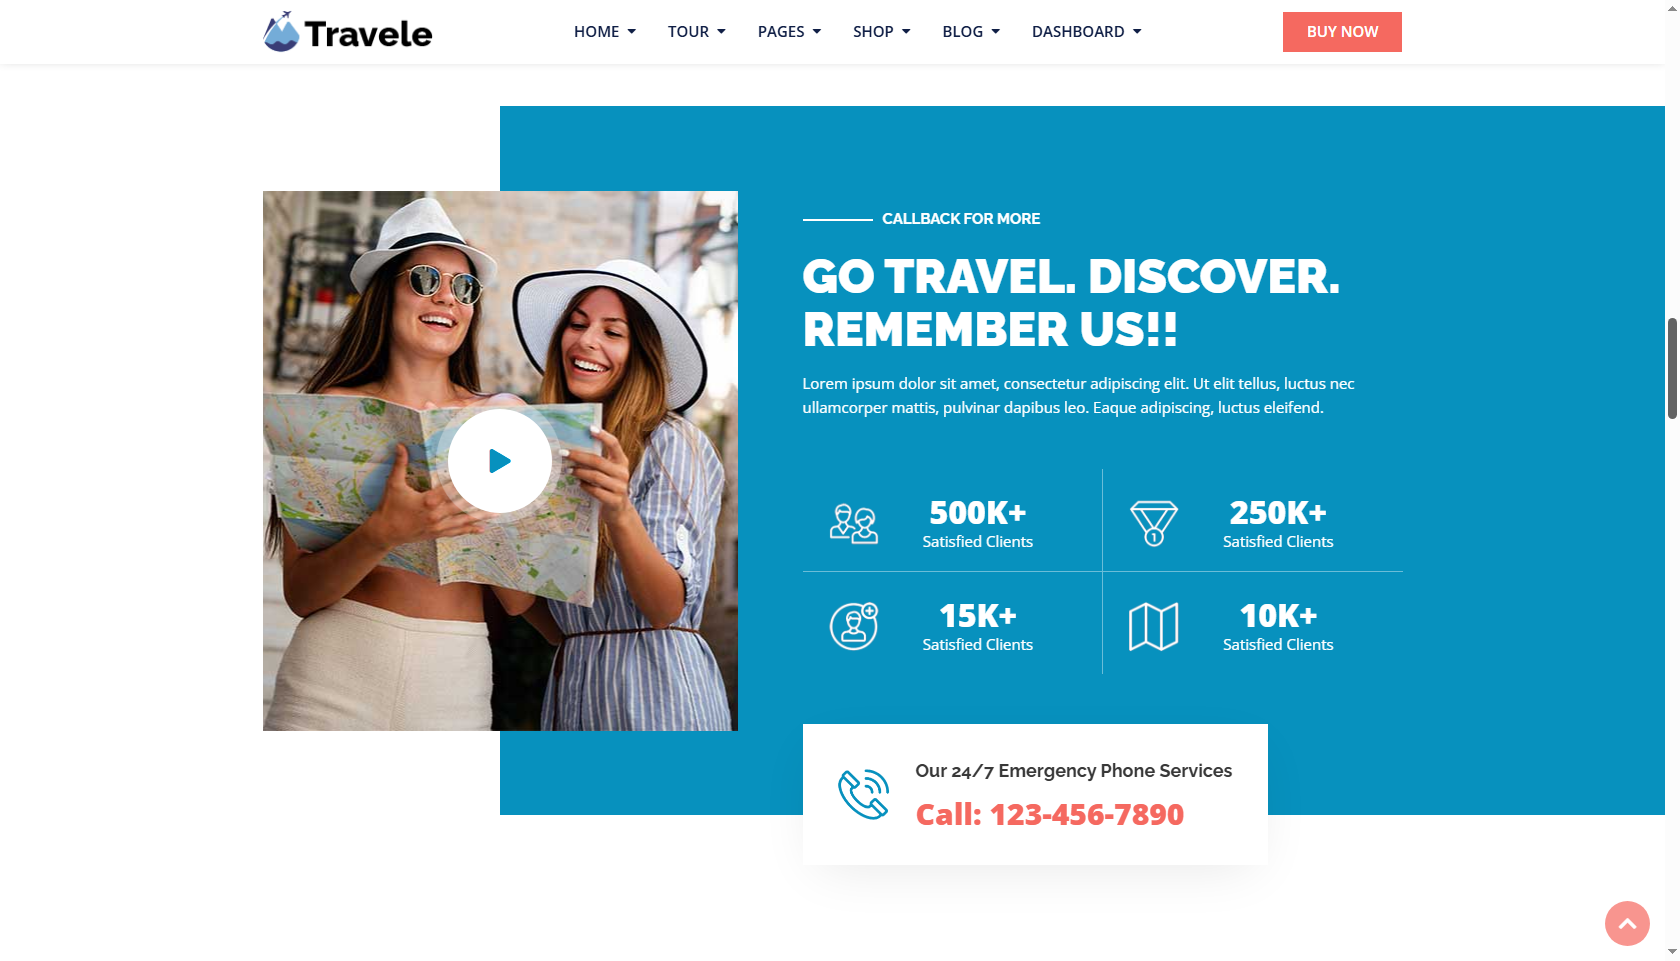 Travele
HOME TOUR PAGES SHOP BLOG DASHBOARD
BUY NOW
CALLBACK FOR MORE
GO TRAVEL. DISCOVER.
REMEMBER US!!
Lorem ipsum dolor sit amet, consectetur adipiscing elit. Ut elit tellus, luctus nec
ullamcorper mattis, pulvinar dapibus leo. Eaque adipiscing, luctus eleifend.
500K+
Satisfied Clients
1
250K+
Satisfied Clients
15K+
Satisfied Clients
10K+
Satisfied Clients
Our 24/7 Emergency Phone Services
Call: 123-456-7890